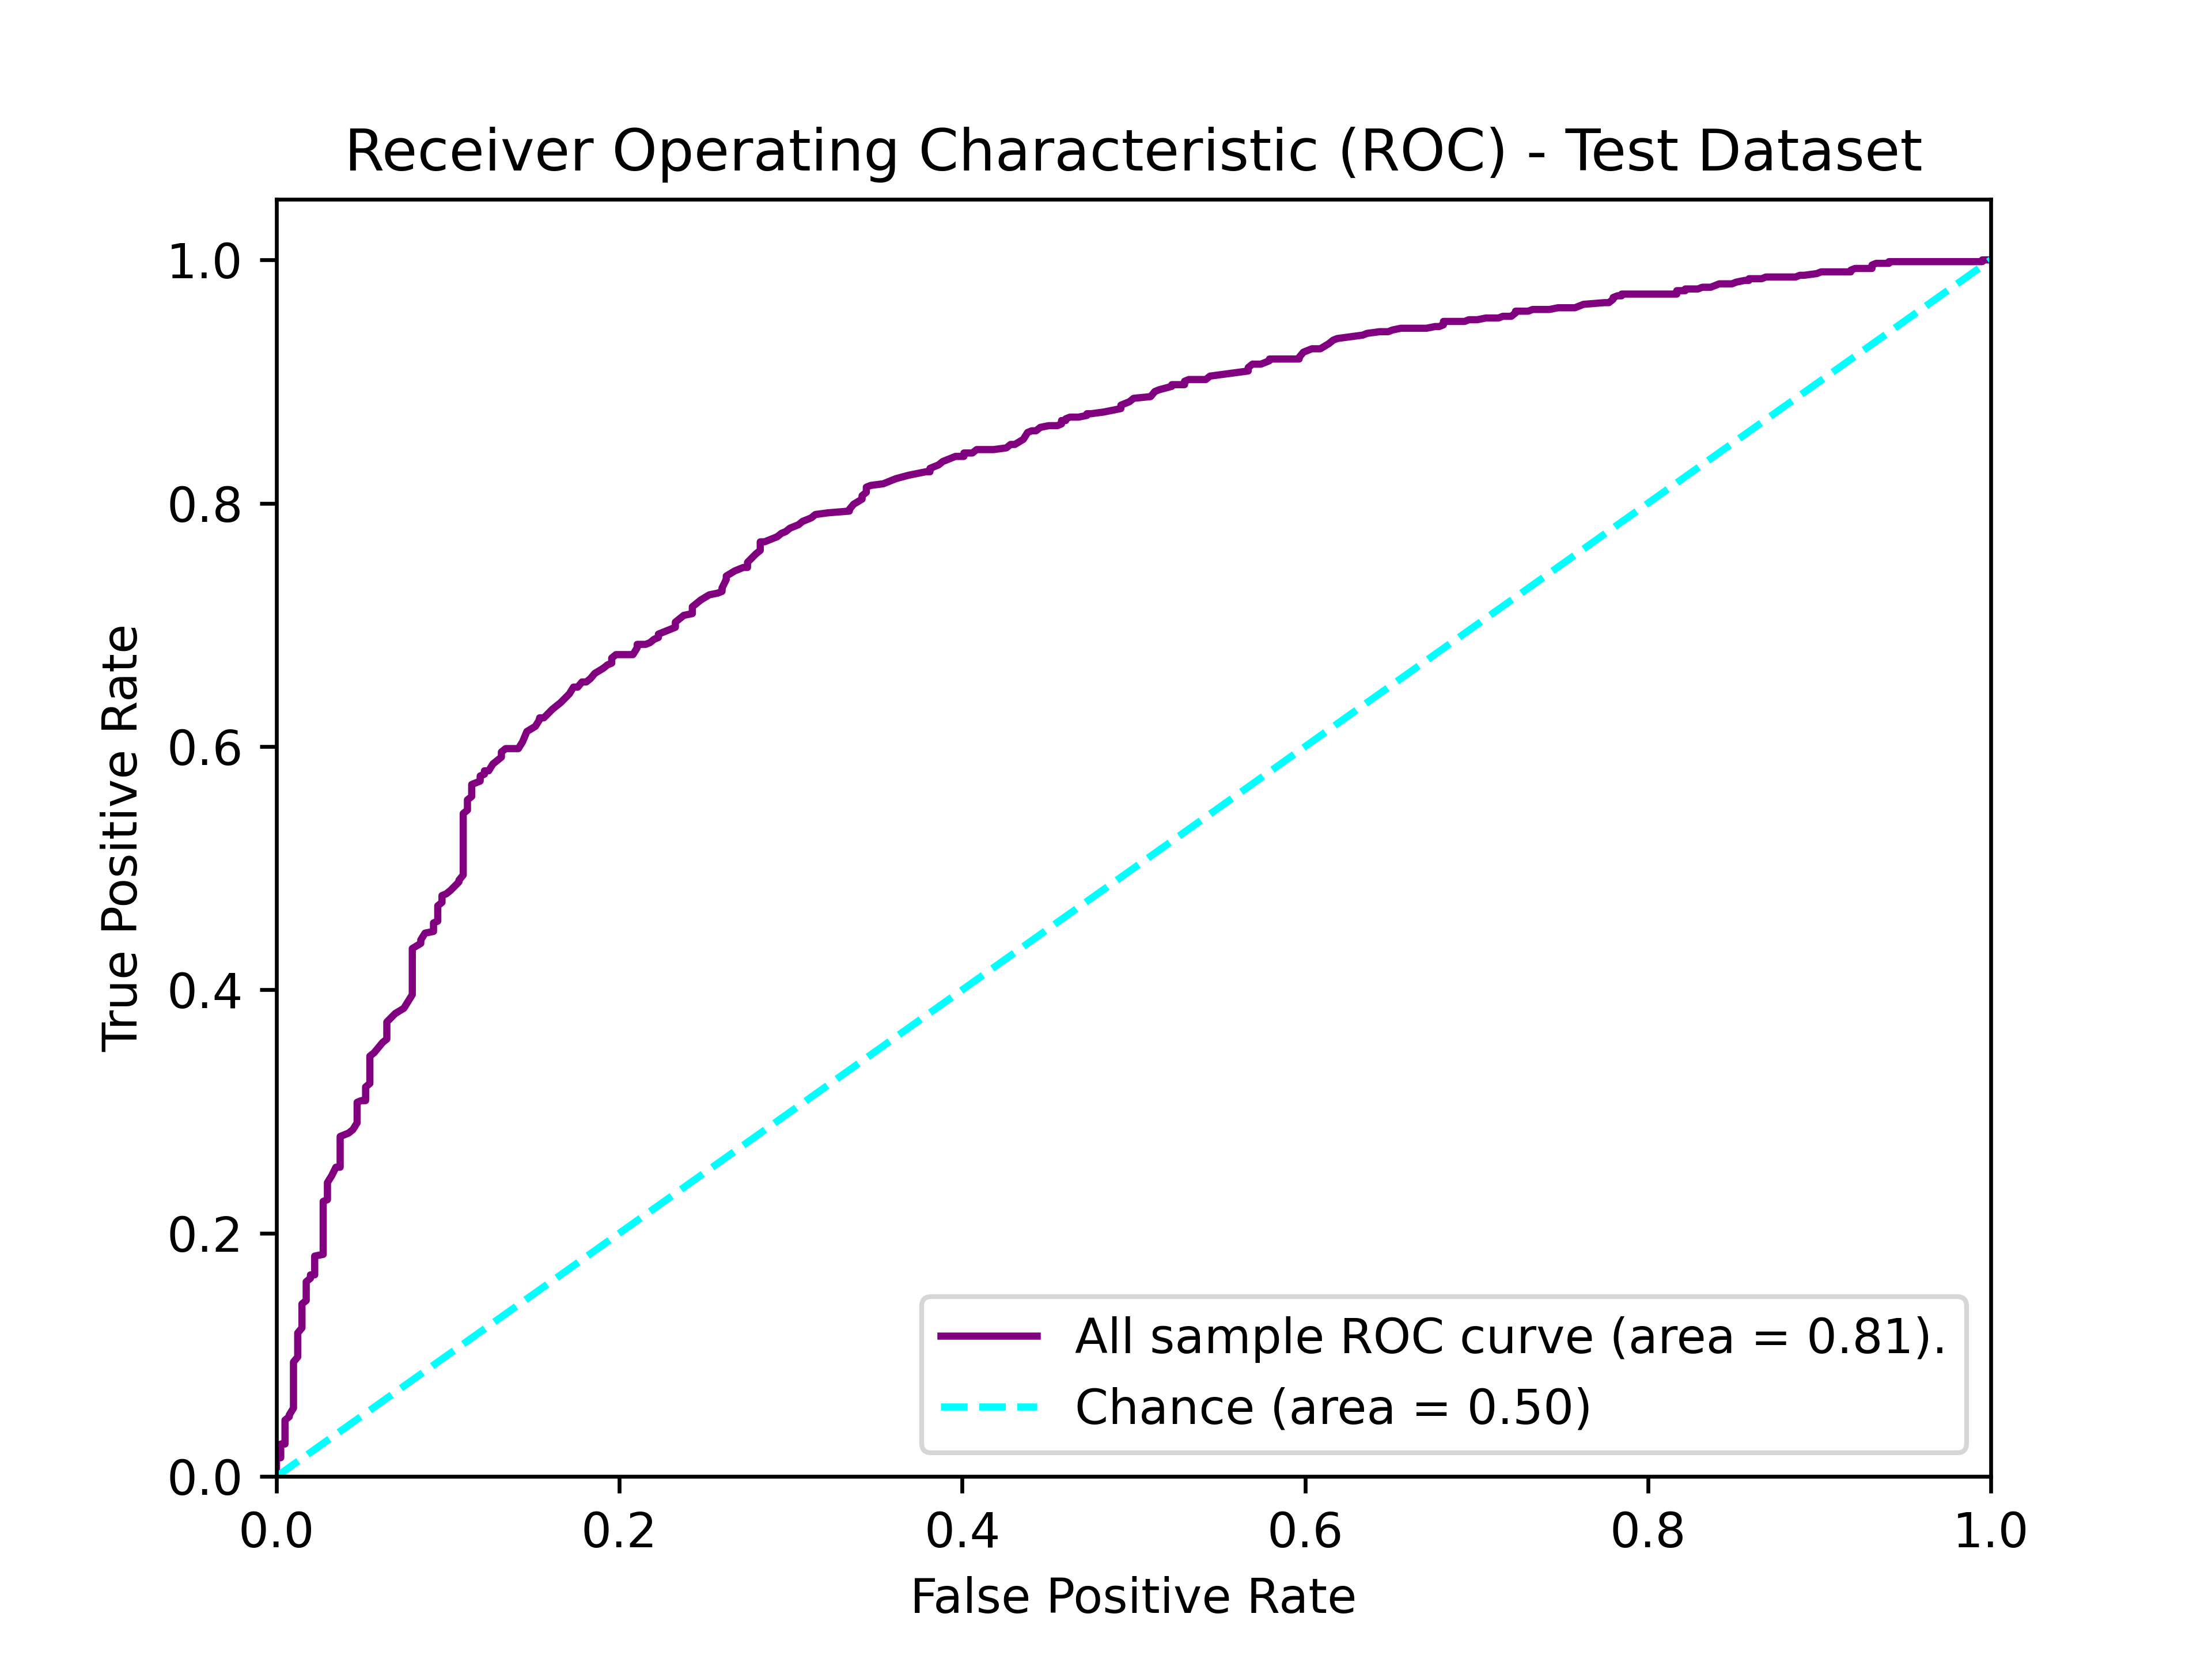 Receiver Operating Characteristic (ROC) - Test Dataset
1.0
0.8
0.6
0.4
0.2
0.0
True Positive Rate
All sample ROC curve (area = 0.81).
Chance (area = 0.50)
0.0 0.2 0.4 0.6 0.8 1.0
False Positive Rate